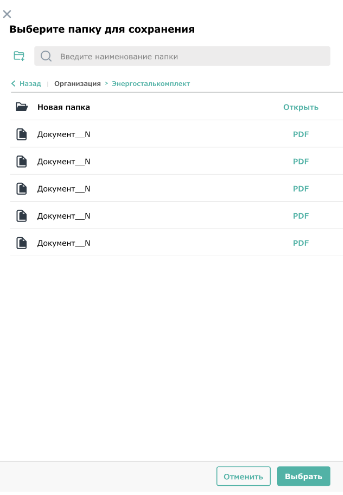 Выберите папку для сохранения
Введите наименование папки
Назад | Организация > Энергостальkомплект
Новая папка Открыть
Документ__N PDF
Документ__N PDF
Документ__N PDF
Документ__N PDF
Документ__N PDF
Отменить Выбрать